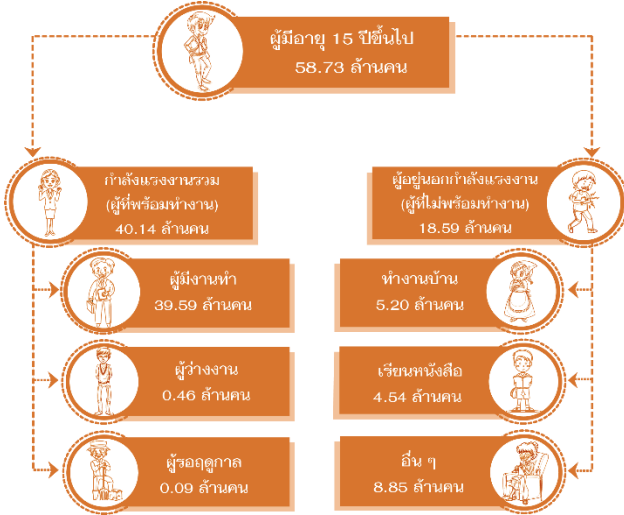 ผู้มีอายุ 15 ปีขึ้นไป
58.73 ล้านคน
กำลังแรงงานรวม
(ผู้ที่พร้อมทำงาน)
40.14 ล้านคน
ผู้มีงานทำ
39.59 ล้านคน
ผู้ว่างงาน
0.46 ล้านคน
ผู้รอฤดูกาล
0.09 ล้านคน
ผู้อยู่นอกกำลังแรงงาน
(ผู้ที่ไม่พร้อมทำงาน)
18.59 ล้านคน
ทำงานบ้าน
5.20 ล้านคน
เรียนหนังสือ
4.54 ล้านคน
อื่น ๆ
8.85 ล้านคน